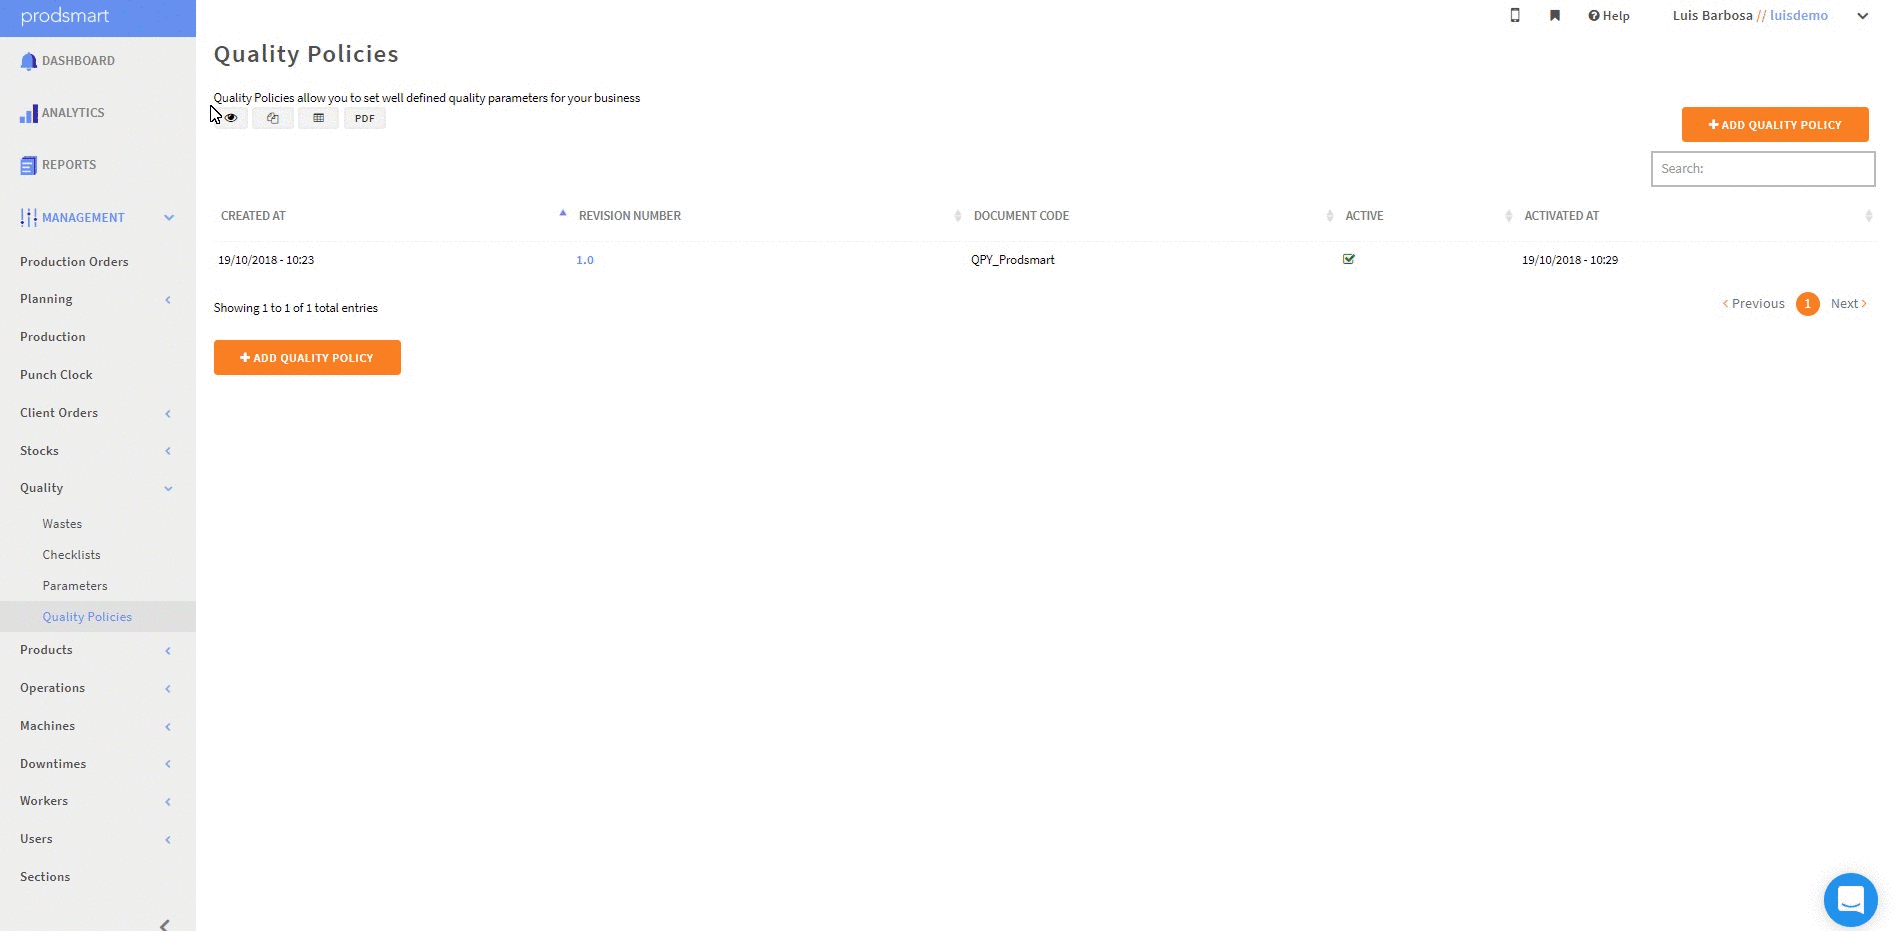 prodsmart
Help
Luis Barbosa // luisdemo
DASHBOARD
ANALYTICS
REPORTS
MANAGEMENT
Production Orders
Planning
Production
Punch Clock
Client Orders
Stocks
Quality
Wastes
Checklists
Parameters
Quality Policies
Products
Operations
Machines
Downtimes
Workers
Users
Sections
Quality Policies
Quality Policies allow you to set well defined quality parameters for your business
PDF
ADD QUALITY POLICY
Search:
CREATED AT REVISION NUMBER DOCUMENT CODE ACTIVE ACTIVATED AT
19/10/2018 - 10:23 1.0 QPY_Prodsmart 19/10/2018 - 10:29
Showing 1 to 1 of 1 total entries
Previous 1 Next
ADD QUALITY POLICY